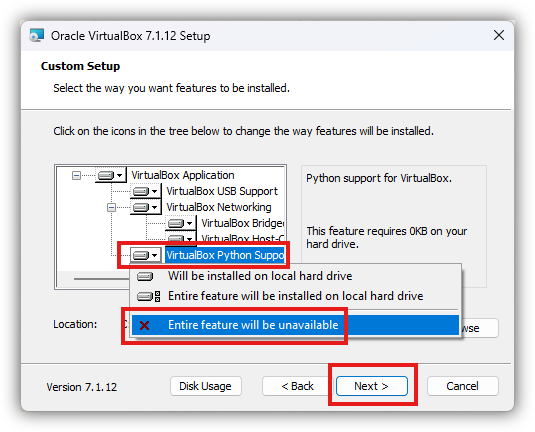 Oracle VirtualBox 7.1.12 Setup
Custom Setup
Select the way you want features to be installed.
Click on the icons in the tree below to change the way features will be installed.
VirtualBox Application
VirtualBox USB Support
VirtualBox Networking
VirtualBox Bridge
VirtualBox Host-O
VirtualBox Python Suppo
Python support for VirtualBox.
This feature requires 0KB on your
hard drive.
Will be installed on local hard drive
Entire feature will be installed on local hard drive
Entire feature will be unavailable
Location:
wse
Version 7.1.12
Disk Usage
< Back
Next >
Cancel